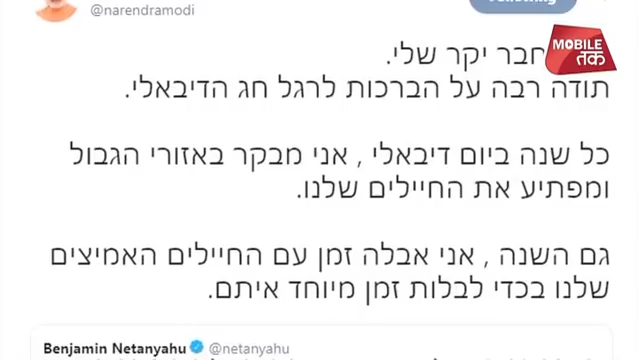 @narendramodi
Following
MOBILE
तक
חבר יקר שלי.
תודה רבה על הברכות לרגל חג הדיבאלי.
כל שנה ביום דיבאלי , אני מבקר באזורי הגבול
ומפתיע את החיילים שלנו.
גם השנה , אני אבלה זמן עם החיילים האמיצים
שלנו בכדי לבלות זמן מיוחד איתם.
Benjamin Netanyahu @netanyahu